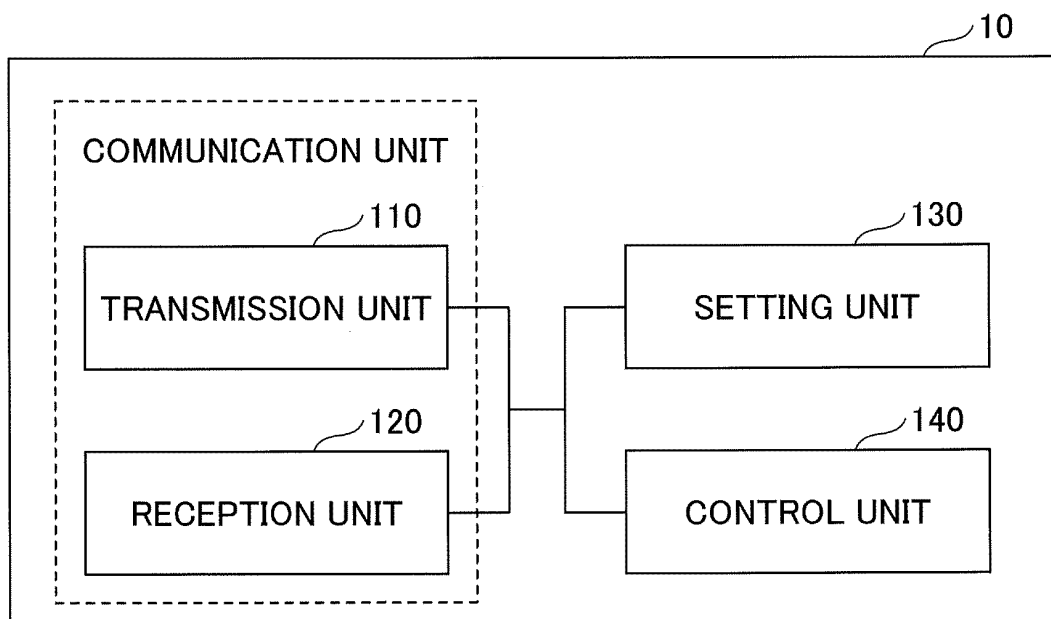 10
COMMUNICATION UNIT
110
130
TRANSMISSION UNIT
SETTING UNIT
120
140
RECEPTION UNIT
CONTROL UNIT